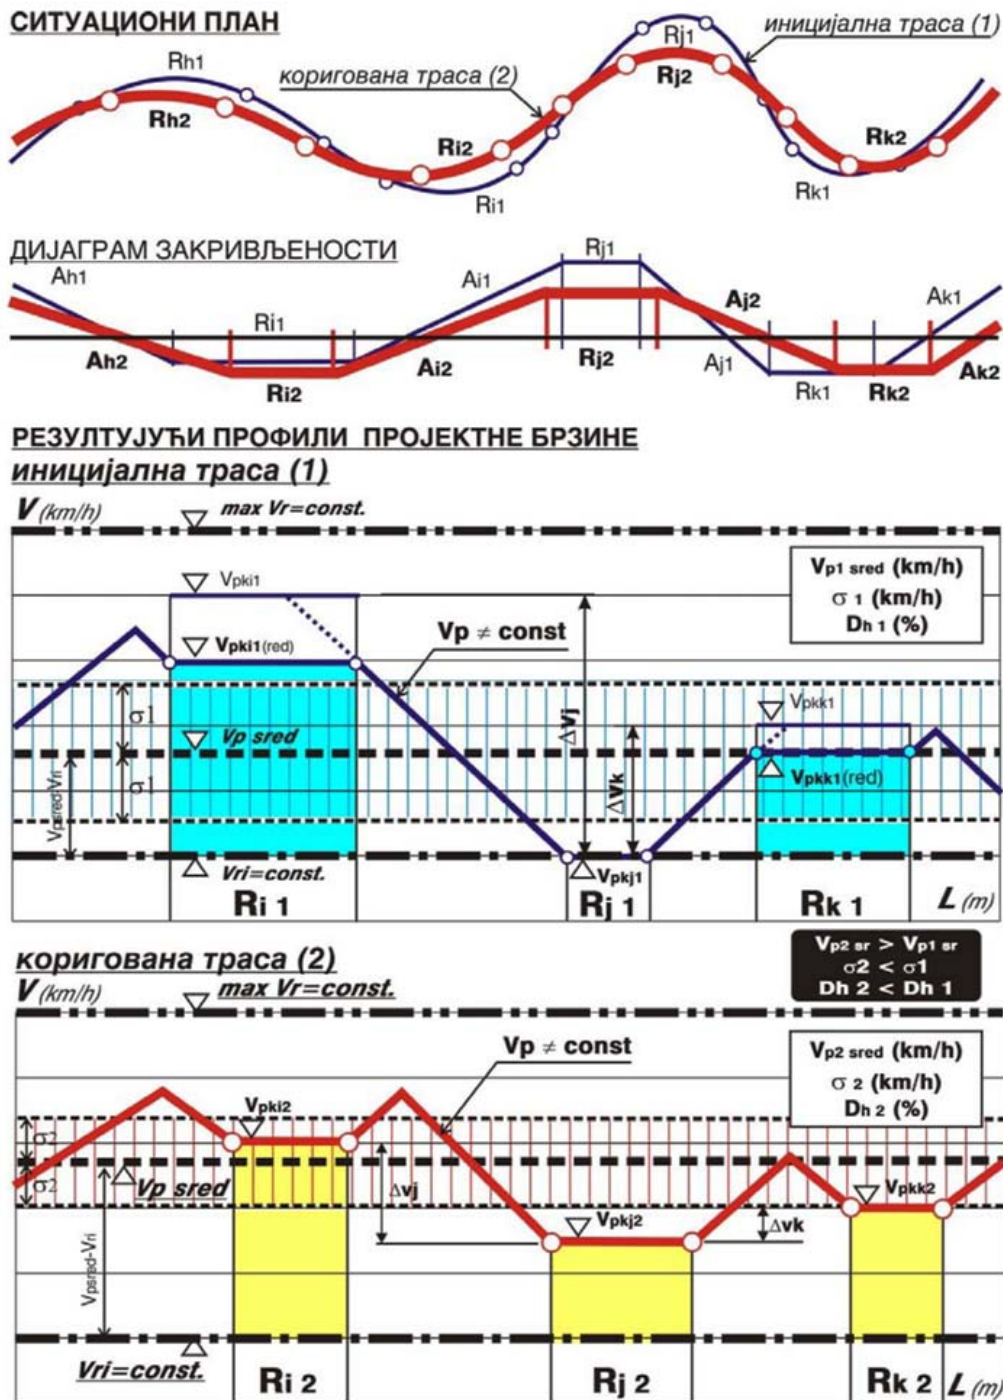 СИТУАЦИОНИ ПЛАН
иницијална траса (1)
Rj1
Rh1
коригована траса (2)
Rj2
Rh2
Ri2
Rk2
Ri1
Rk1
ДИЈАГРАМ ЗАКРИВЉЕНОСТИ
Rj1
Ah1
Ai1
Ri1
Aj2
Ak1
Ah2
Ai2
Rj2
Aj1
Ak2
Ri2
Rk1
Rk2
РЕЗУЛТУЈУЋИ ПРОФИЛИ ПРОЈЕКТНЕ БРЗИНЕ
иницијална траса (1)
V (km/h)
max Vr=const.
Vp1 sred (km/h)
σ 1 (km/h)
Dh 1 (%)
Vpki1
Vp ≠ const
Vpki1(red)
σ1
ΔVj
Vpkk1
Vp sred
ΔVk
σ1
Vpsred-Vri
Vpkk1(red)
Vri=const.
Vpkj1
Ri 1
Rj 1
Rk 1
L (m)
коригована траса (2)
Vp2 sr > Vp1 sr
σ2 < σ1
Dh 2 < Dh 1
V (km/h)
max Vr=const.
Vp ≠ const
Vp2 sred (km/h)
σ 2 (km/h)
Dh 2 (%)
Vpki2
σ2
σ2
Vp sred
Δvj
Vpkj2
Vpkk2
Δvk
Vpsred-Vri
Vri=const.
Ri 2
Rj 2
Rk 2
L (m)